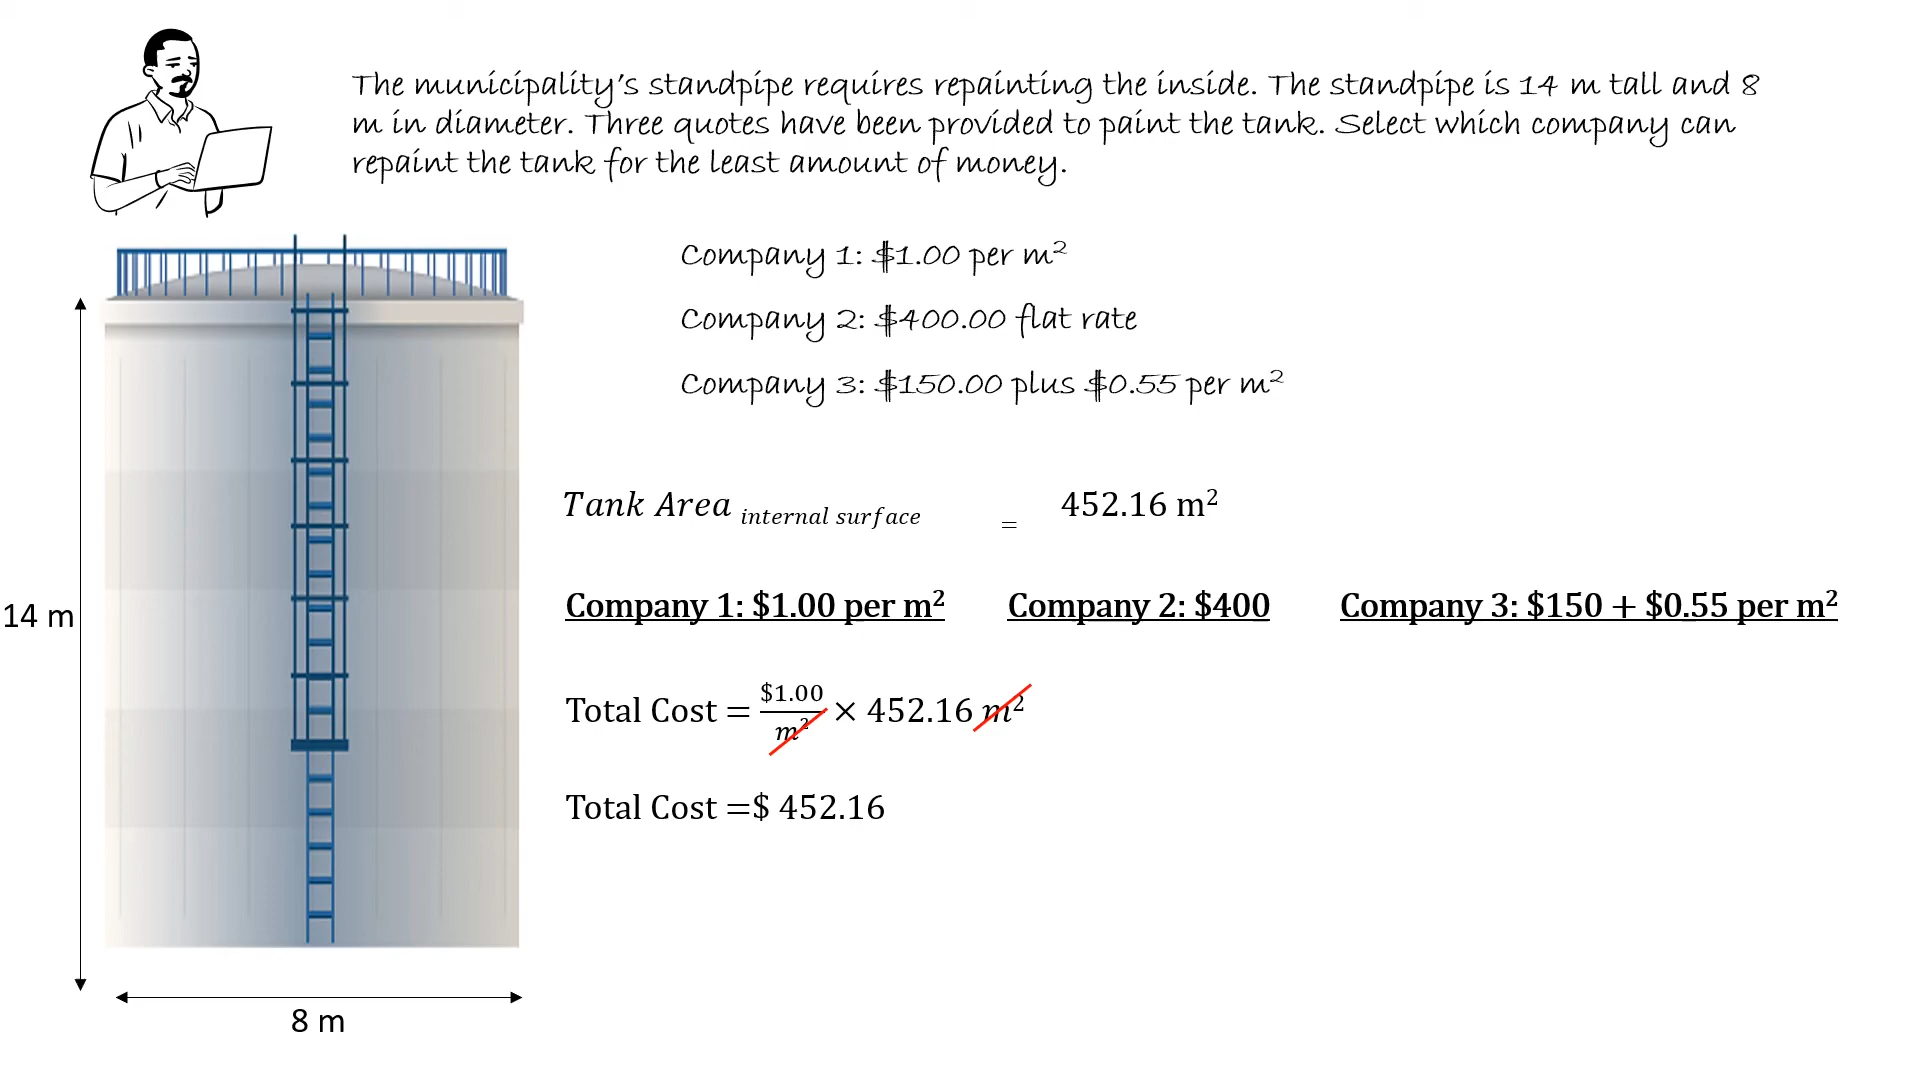 The municipality's standpipe requires repainting the inside. The standpipe is 14 m tall and 8
m in diameter. Three quotes have been provided to paint the tank. Select which company can
repaint the tank for the least amount of money.
Company 1: $1.00 per m²
Company 2: $400.00 flat rate
Company 3: $150.00 plus $0.55 per m²
Tank Area internal surface = 452.16 m²
Company 1: $1.00 per m² Company 2: $400 Company 3: $150 + $0.55 per m²
14 m
Total Cost = $1.00/m² × 452.16 m²
Total Cost =$ 452.16
8 m